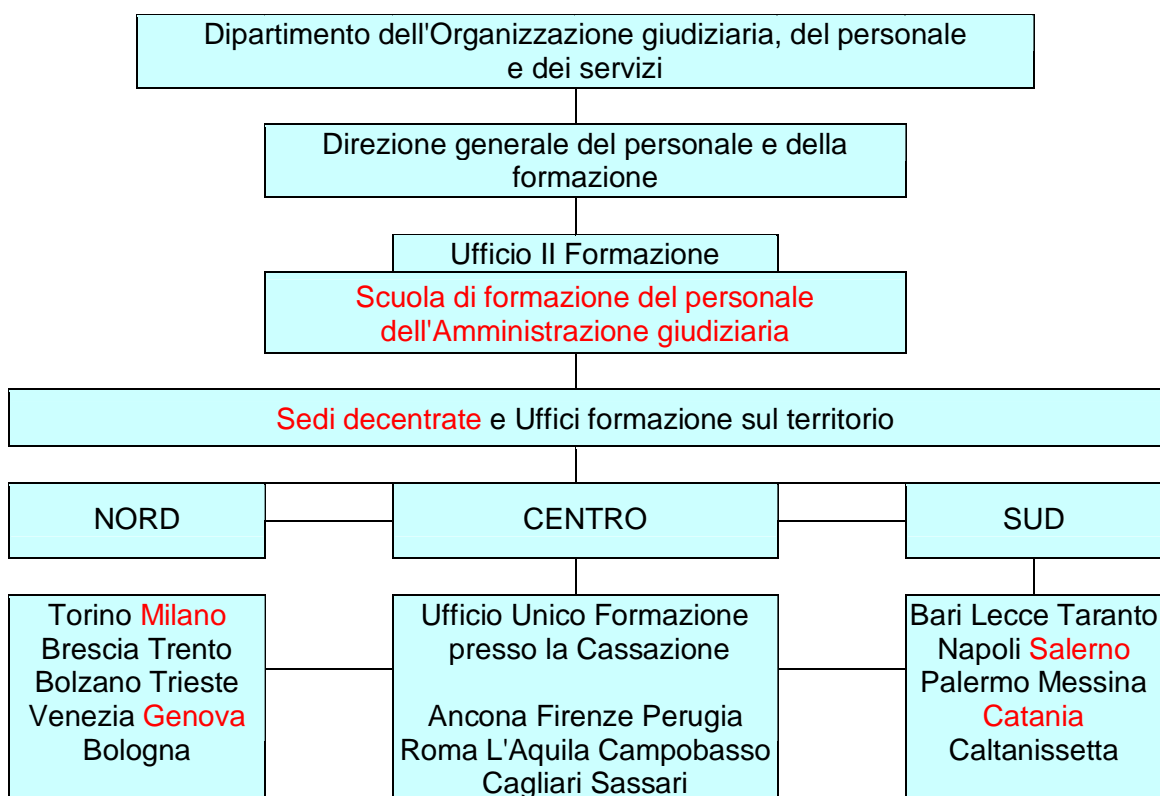 Dipartimento dell'Organizzazione giudiziaria, del personale
e dei servizi
Direzione generale del personale e della
formazione
Ufficio II Formazione
Scuola di formazione del personale
dell'Amministrazione giudiziaria
Sedi decentrate e Uffici formazione sul territorio
NORD
CENTRO
SUD
Torino Milano
Brescia Trento
Bolzano Trieste
Venezia Genova
Bologna
Ufficio Unico Formazione
presso la Cassazione
Ancona Firenze Perugia
Roma L'Aquila Campobasso
Cagliari Sassari
Bari Lecce Taranto
Napoli Salerno
Palermo Messina
Catania
Caltanissetta